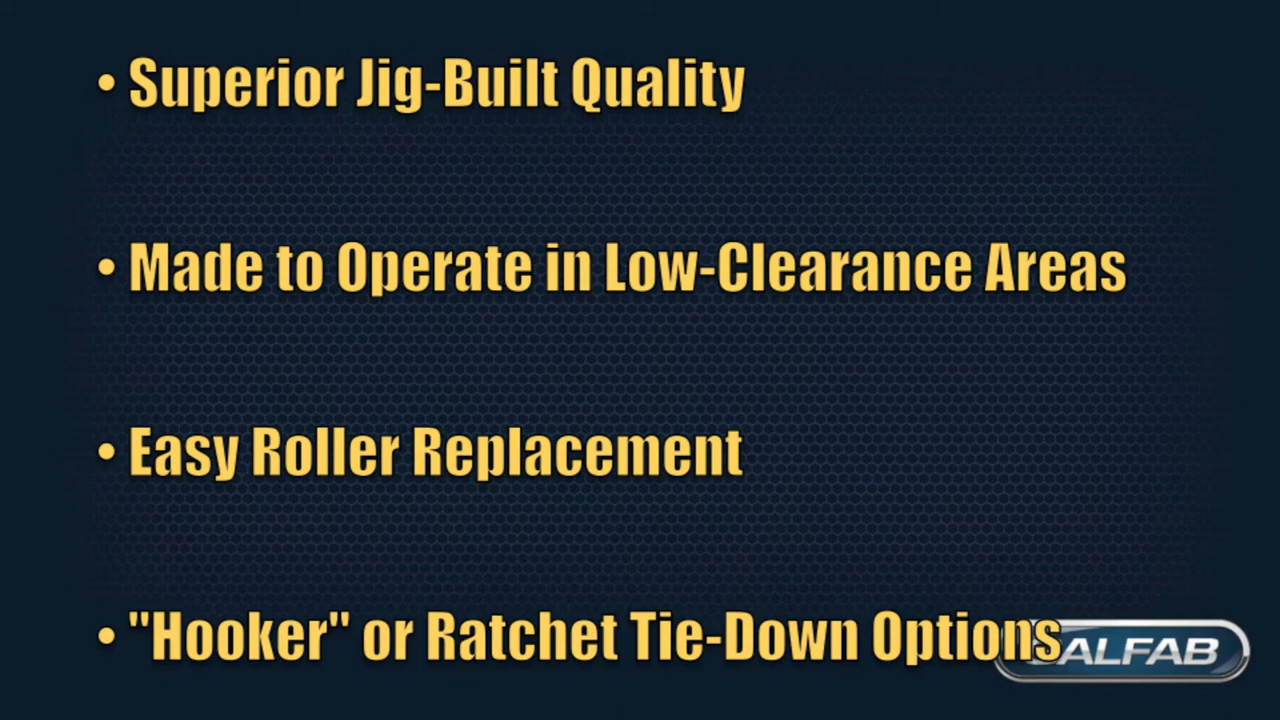 • Superior Jig-Built Quality
• Made to Operate in Low-Clearance Areas
• Easy Roller Replacement
• "Hooker" or Ratchet Tie-Down Options
ALFAB